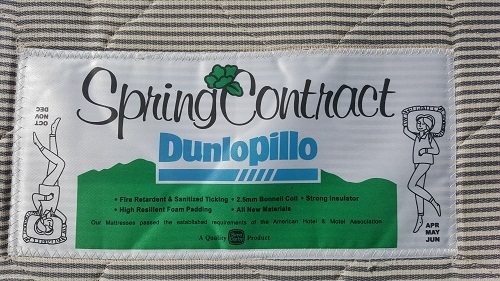 Spring Contract
Dunlopillo
OCT
NOV
DEC
• Fire Retardent & Sanitized Ticking • 2.5mm Bonnell Coil • Strong Insulator
• High Resilient Foam Padding • All New Materials
Our Mattresses passed the established requirements of the American Hotel & Motel Association
A Quality Product
APR
MAY
JUN